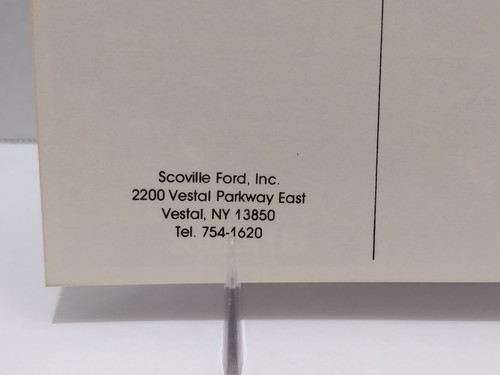 Scoville Ford, Inc.
2200 Vestal Parkway East
Vestal, NY 13850
Tel. 754-1620